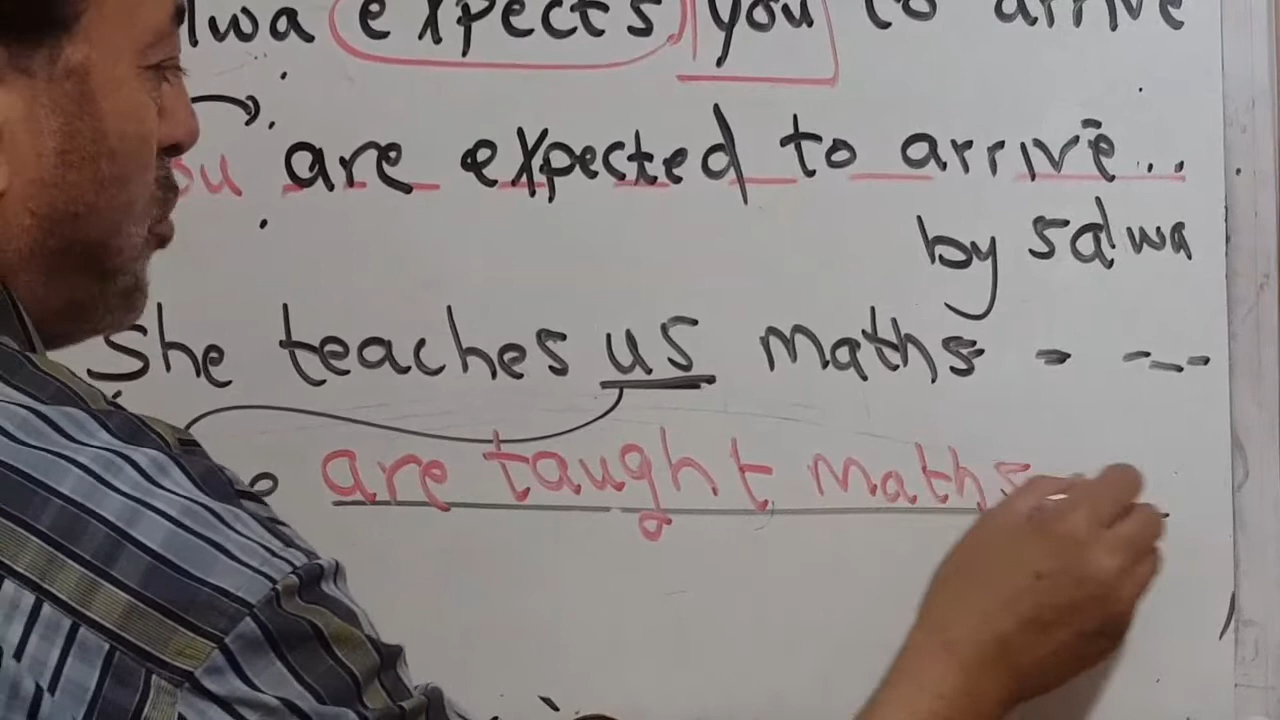 lwa expects you to arrive
ou are expected to arrive...
by salwa
She teaches us maths - ---
are taught maths